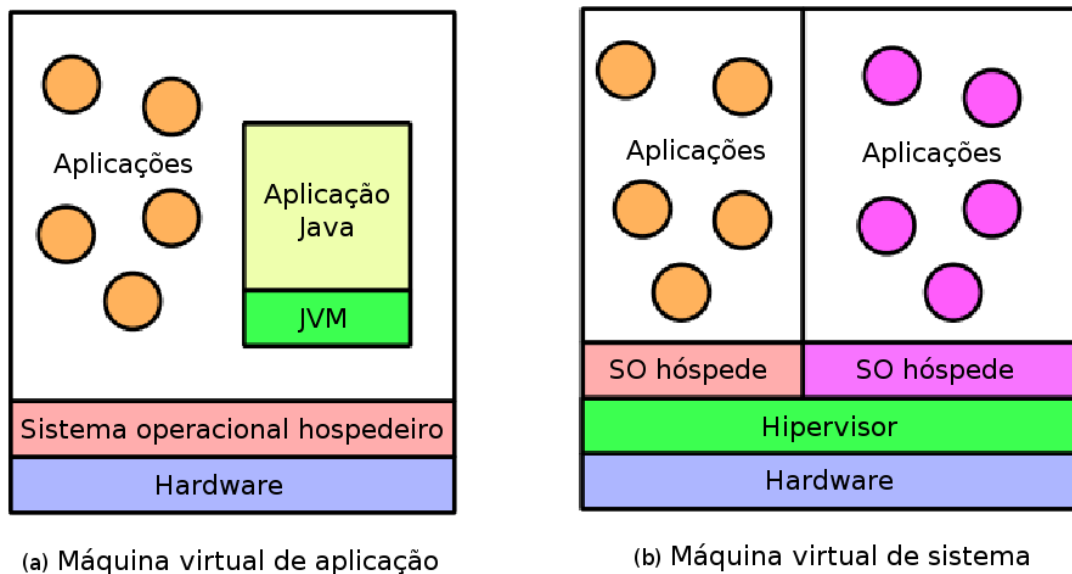 Aplicações
Aplicação
Java
JVM
Sistema operacional hospedeiro
Hardware
(a) Máquina virtual de aplicação
Aplicações
Aplicações
SO hóspede
SO hóspede
Hipervisor
Hardware
(b) Máquina virtual de sistema